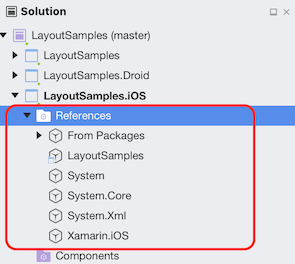 Solution
LayoutSamples (master)
LayoutSamples
LayoutSamples.Droid
LayoutSamples.iOS
References
From Packages
LayoutSamples
System
System.Core
System.Xml
Xamarin.iOS
Components